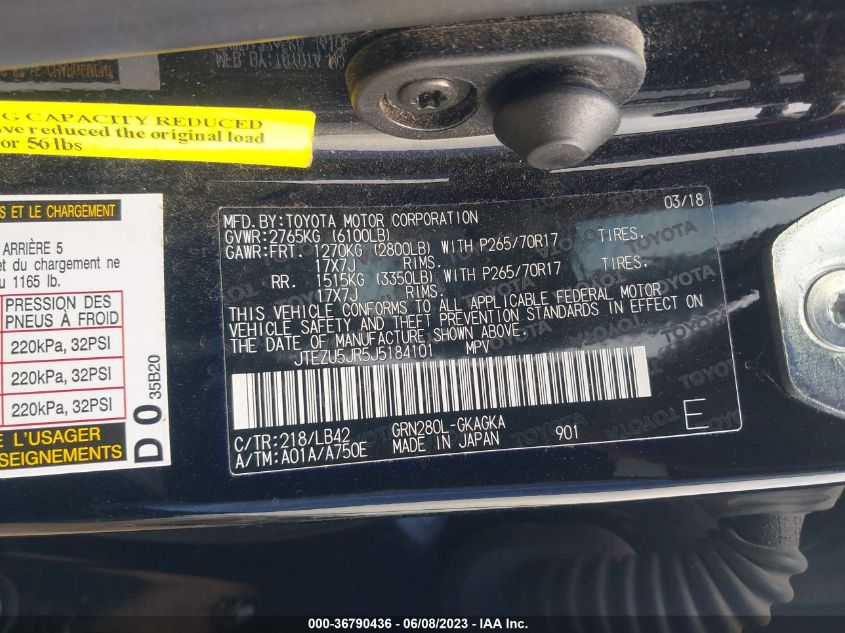 G CAPACITY REDUCED
ve reduced the original load
or 56 lbs
S ET LE CHARGEMENT
ARRIÈRE 5
et du chargement ne
u 1165 lb.
PRESSION DES
PNEUS À FROID
220kPa, 32PSI
220kPa, 32PSI
220kPa, 32PSI
L'USAGER
SEIGNEMENTS
D 0 35B20
MFD. BY: TOYOTA MOTOR CORPORATION 03/18
GVWR: 2765KG (6100LB)
GAWR: FRT. 1270KG (2800LB) WITH P265/70R17 TIRES.
17X7J RIMS.
RR. 1515KG (3350LB) WITH P265/70R17 TIRES.
17X7J RIMS.
THIS VEHICLE CONFORMS TO ALL APPLICABLE FEDERAL MOTOR
VEHICLE SAFETY AND THEFT PREVENTION STANDARDS IN EFFECT ON
THE DATE OF MANUFACTURE SHOWN ABOVE.
JTEZU5JR5J5184101 MPV
C/TR: 218/LB42 GRN280L-GKAGKA
A/TM: A01A/A750E MADE IN JAPAN 901 E
000-36790436 - 06/08/2023 - IAA Inc.